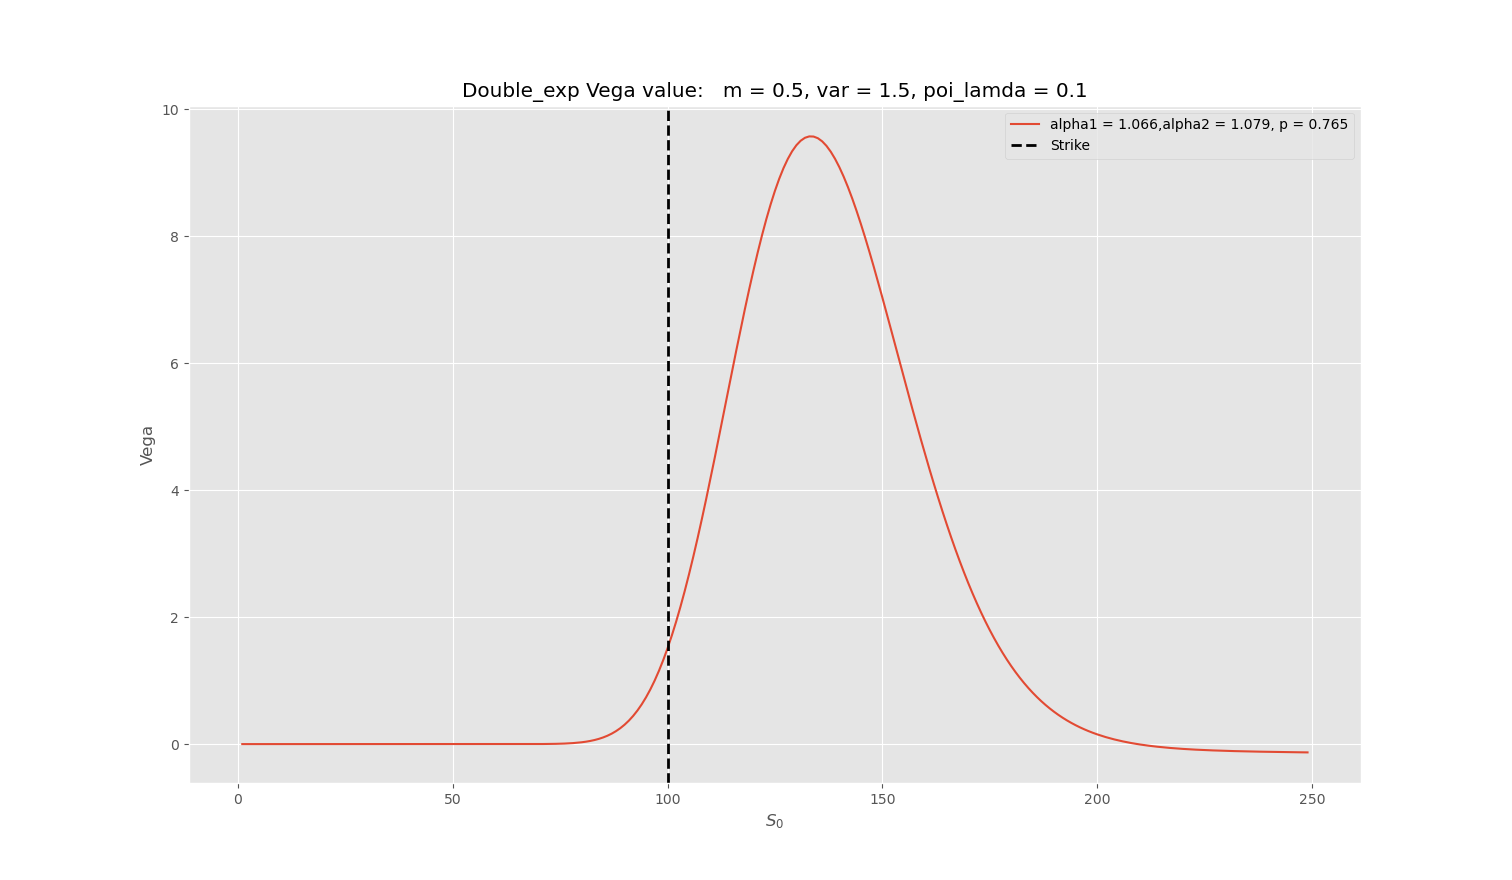 Double_exp Vega value:   m = 0.5, var = 1.5, poi_lamda = 0.1
alpha1 = 1.066,alpha2 = 1.079, p = 0.765
Strike
10
8
6
4
2
0
Vega
0 50 100 150 200 250
S₀